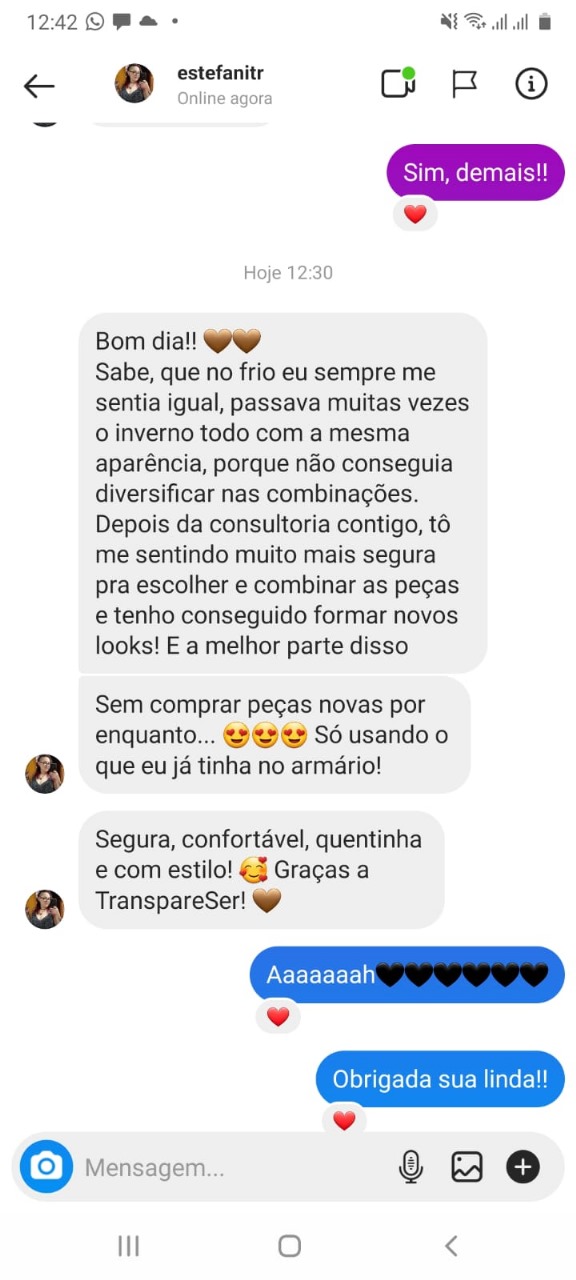 12:42
estefanitr
Online agora
Sim, demais!!
❤️
Hoje 12:30
Bom dia!! 🤎🤎
Sabe, que no frio eu sempre me
sentia igual, passava muitas vezes
o inverno todo com a mesma
aparência, porque não conseguia
diversificar nas combinações.
Depois da consultoria contigo, tô
me sentindo muito mais segura
pra escolher e combinar as peças
e tenho conseguido formar novos
looks! E a melhor parte disso
Sem comprar peças novas por
enquanto... 😍😍😍 Só usando o
que eu já tinha no armário!
Segura, confortável, quentinha
e com estilo! 🥰 Graças a
TranspareSer! 🤎
Aaaaaaah🖤🖤🖤🖤🖤🖤
❤️
Obrigada sua linda!!
❤️
Mensagem...